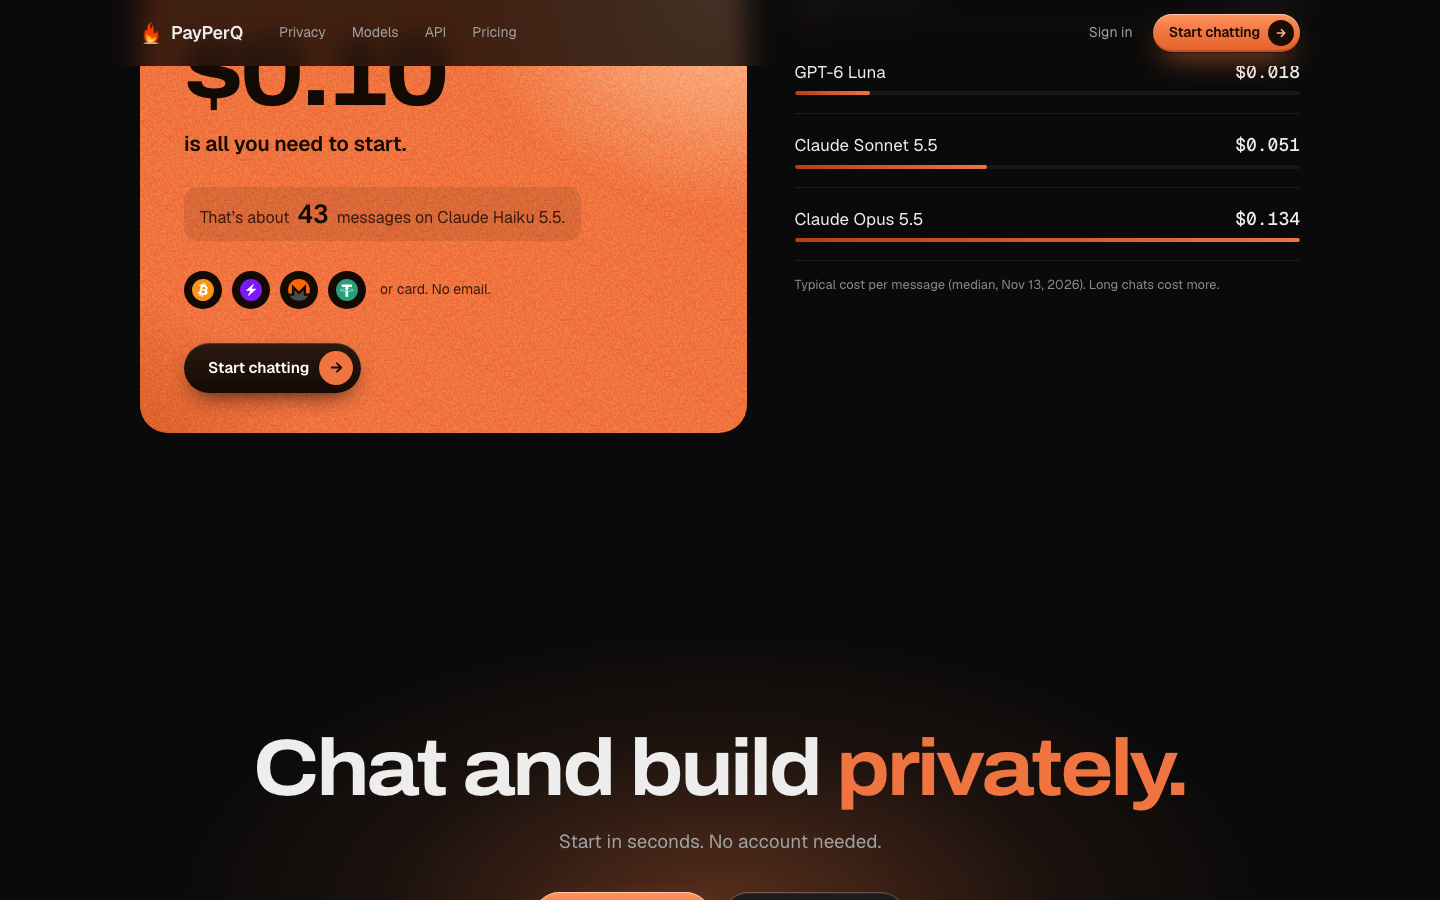 PayPerQ
Privacy
Models
API
Pricing
Sign in
Start chatting
$0.10
is all you need to start.
That's about 43 messages on Claude Haiku 5.5.
or card. No email.
Start chatting
GPT-6 Luna
$0.018
Claude Sonnet 5.5
$0.051
Claude Opus 5.5
$0.134
Typical cost per message (median, Nov 13, 2026). Long chats cost more.
Chat and build privately.
Start in seconds. No account needed.